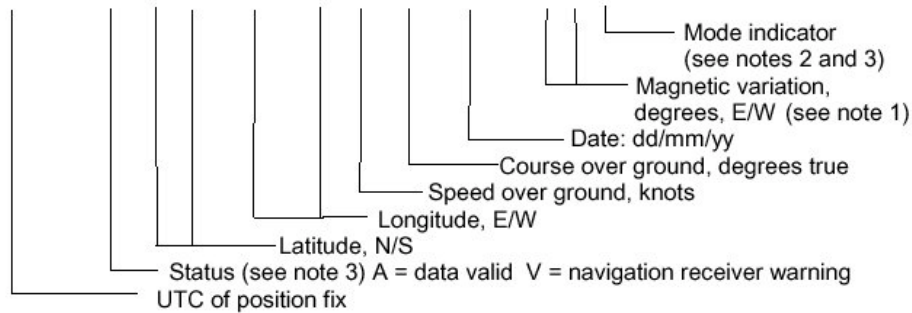 Mode indicator
(see notes 2 and 3)
Magnetic variation,
degrees, E/W (see note 1)
Date: dd/mm/yy
Course over ground, degrees true
Speed over ground, knots
Longitude, E/W
Latitude, N/S
Status (see note 3) A = data valid V = navigation receiver warning
UTC of position fix